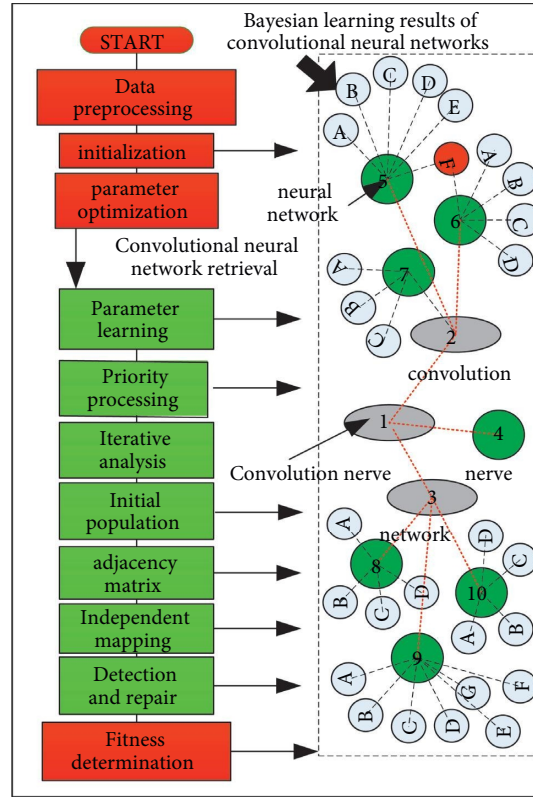 START
Data
preprocessing
initialization
parameter
optimization
Convolutional neural
network retrieval
Parameter
learning
Priority
processing
Iterative
analysis
Initial
population
adjacency
matrix
Independent
mapping
Detection
and repair
Fitness
determination
Bayesian learning results of
convolutional neural networks
B
C
D
E
A
5
F
A
B
C
D
6
neural
network
7
A
B
C
2
convolution
1
4
Convolution nerve
nerve
3
network
A
8
B
C
D
D
C
10
A
B
9
A
B
C
D
G
E
F